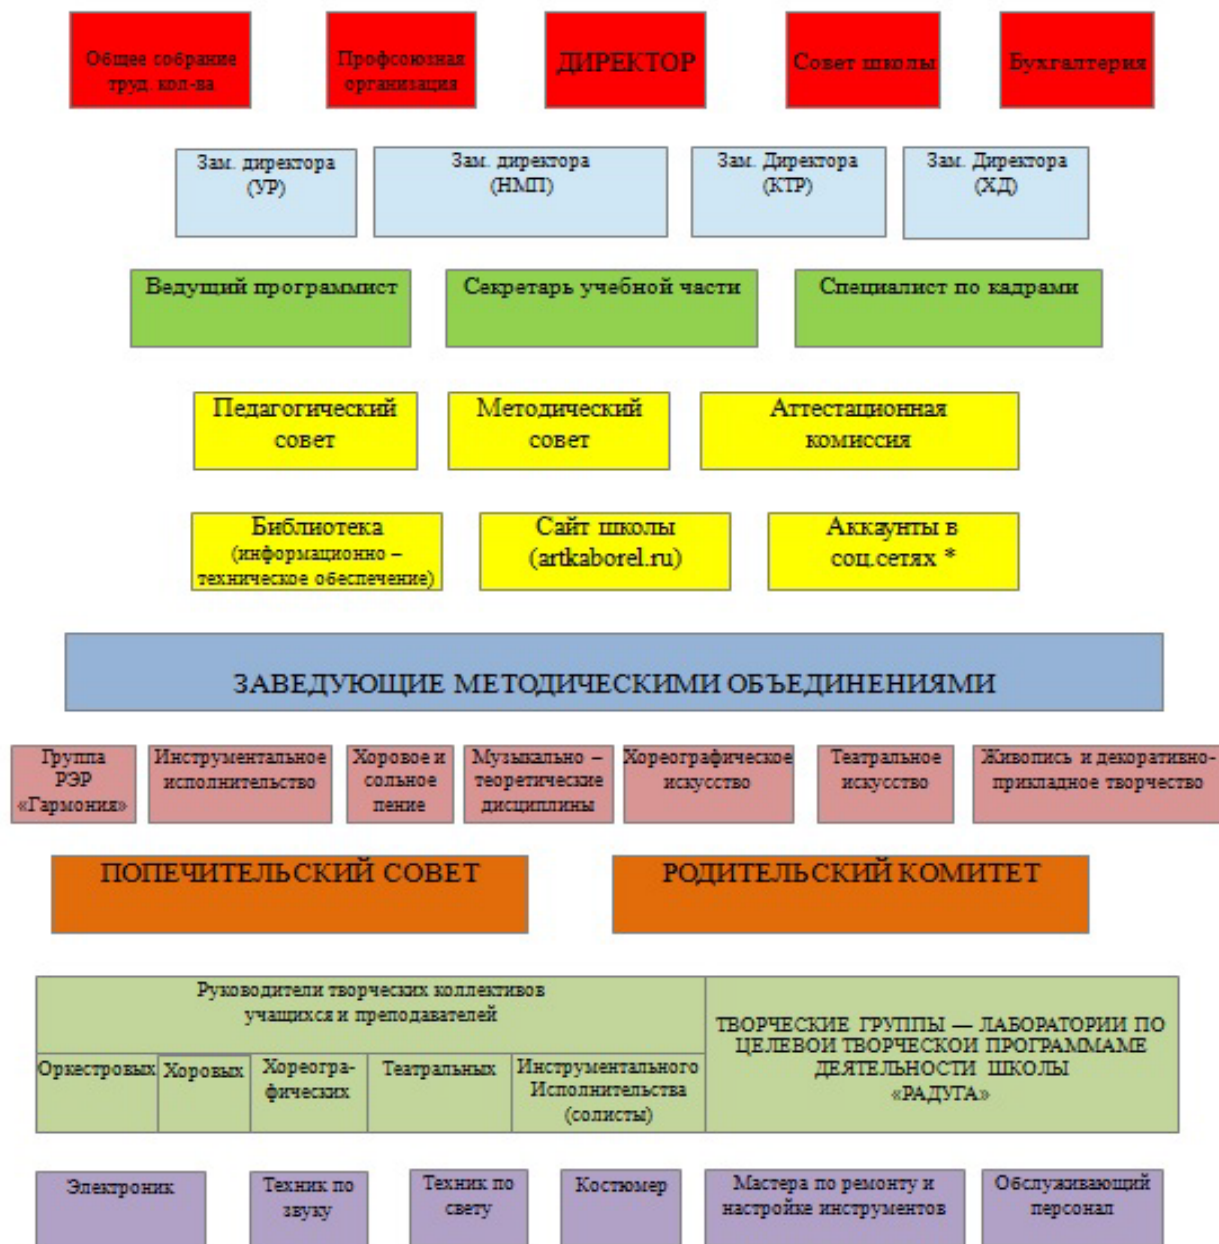 Общее собрание
труд. кол-ва
Профсоюзная
организация
ДИРЕКТОР
Совет школы
Бухгалтерия
Зам. директора
(УР)
Зам. директора
(НМП)
Зам. Директора
(КТР)
Зам. Директора
(ХД)
Ведущий программист
Секретарь учебной части
Специалист по кадрами
Педагогический
совет
Методический
совет
Аттестационная
комиссия
Библиотека
(информационно –
техническое обеспечение)
Сайт школы
(artkaborel.ru)
Аккаунты в
соц.сетях *
ЗАВЕДУЮЩИЕ МЕТОДИЧЕСКИМИ ОБЪЕДИНЕНИЯМИ
Группа
РЭР
«Гармония»
Инструментальное
исполнительство
Хоровое и
сольное
пение
Музыкально –
теоретические
дисциплины
Хореографическое
искусство
Театральное
искусство
Живопись и декоративно-
прикладное творчество
ПОПЕЧИТЕЛЬСКИЙ СОВЕТ
РОДИТЕЛЬСКИЙ КОМИТЕТ
Руководители творческих коллективов
учащихся и преподавателей
Оркестровых
Хоровых
Хореогра-
фических
Театральных
Инструментального
Исполнительства
(солисты)
ТВОРЧЕСКИЕ ГРУППЫ — ЛАБОРАТОРИИ ПО
ЦЕЛЕВОЙ ТВОРЧЕСКОЙ ПРОГРАММАМЕ
ДЕЯТЕЛЬНОСТИ ШКОЛЫ
«РАДУГА»
Электроник
Техник по
звуку
Техник по
свету
Костюмер
Мастера по ремонту и
настройке инструментов
Обслуживающий
персонал